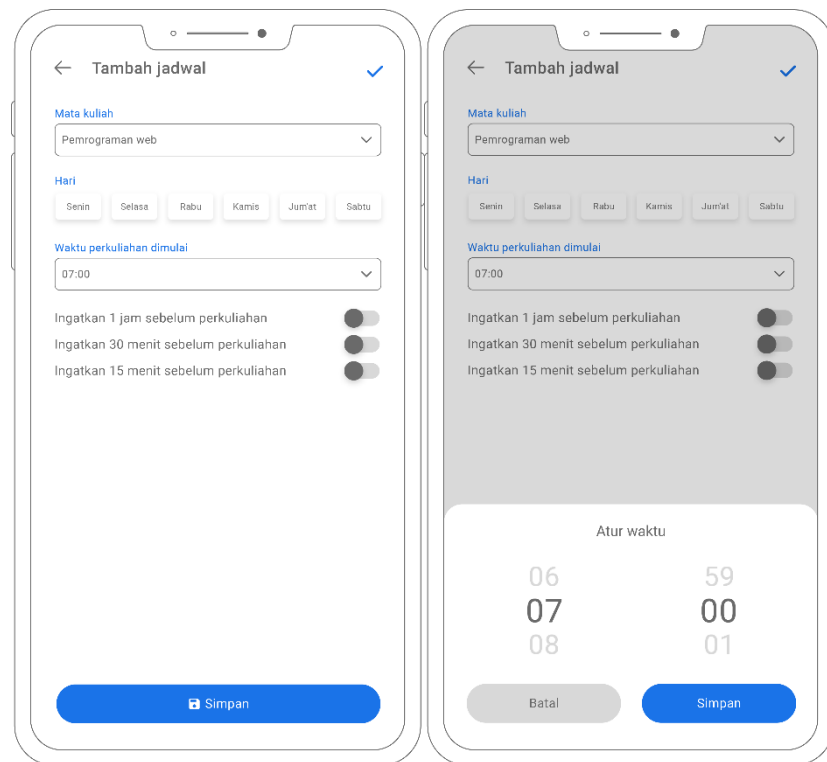 Tambah jadwal
Mata kuliah
Pemrograman web
Hari
Senin Selasa Rabu Kamis Jum'at Sabtu
Waktu perkuliahan dimulai
07:00
Ingatkan 1 jam sebelum perkuliahan
Ingatkan 30 menit sebelum perkuliahan
Ingatkan 15 menit sebelum perkuliahan
Simpan
Tambah jadwal
Mata kuliah
Pemrograman web
Hari
Senin Selasa Rabu Kamis Jum'at Sabtu
Waktu perkuliahan dimulai
07:00
Ingatkan 1 jam sebelum perkuliahan
Ingatkan 30 menit sebelum perkuliahan
Ingatkan 15 menit sebelum perkuliahan
Atur waktu
06 59
07 00
08 01
Batal Simpan